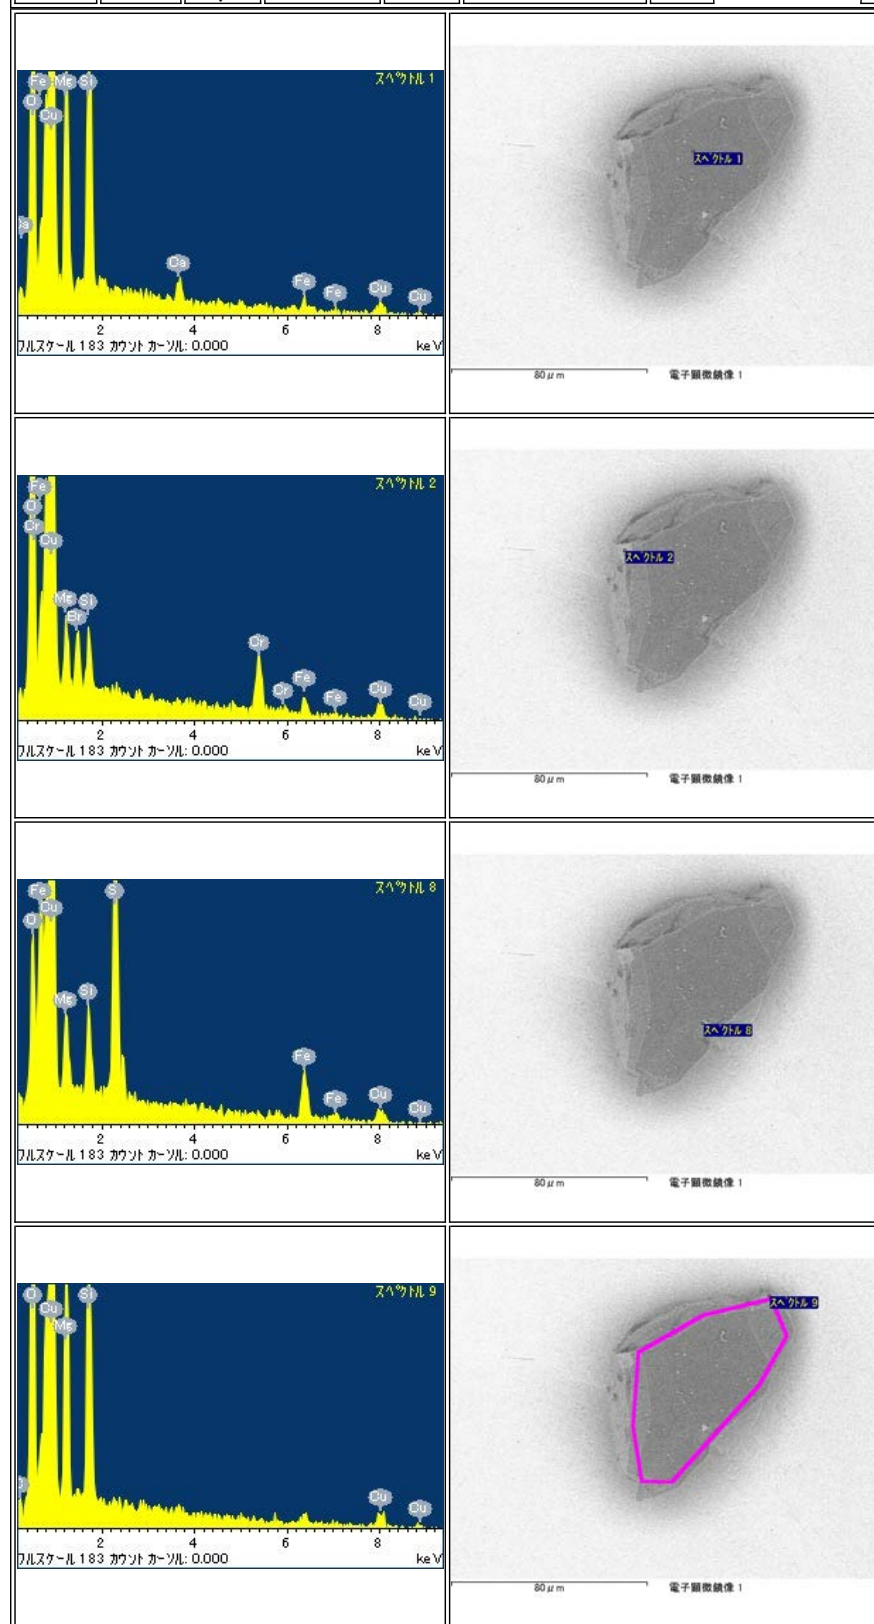 スペクトル 1
Fe Mg Si
O
Cu
Ca
Ca
Fe Fe Cu Cu
2 4 6 8
フルスケール 183 カウント カーソル: 0.000 keV
スペクトル 1
80μm 電子顕微鏡像 1
スペクトル 2
Fe
O
Cr
Cu
Mg Br Si
Cr
Cr Fe Fe Cu Cu
2 4 6 8
フルスケール 183 カウント カーソル: 0.000 keV
スペクトル 2
80μm 電子顕微鏡像 1
スペクトル 8
Fe S
O Cu
Mg Si
Fe
Fe Cu Cu
2 4 6 8
フルスケール 183 カウント カーソル: 0.000 keV
スペクトル 8
80μm 電子顕微鏡像 1
スペクトル 9
O Cu Mg Si
Cu Cu
2 4 6 8
フルスケール 183 カウント カーソル: 0.000 keV
スペクトル 9
80μm 電子顕微鏡像 1